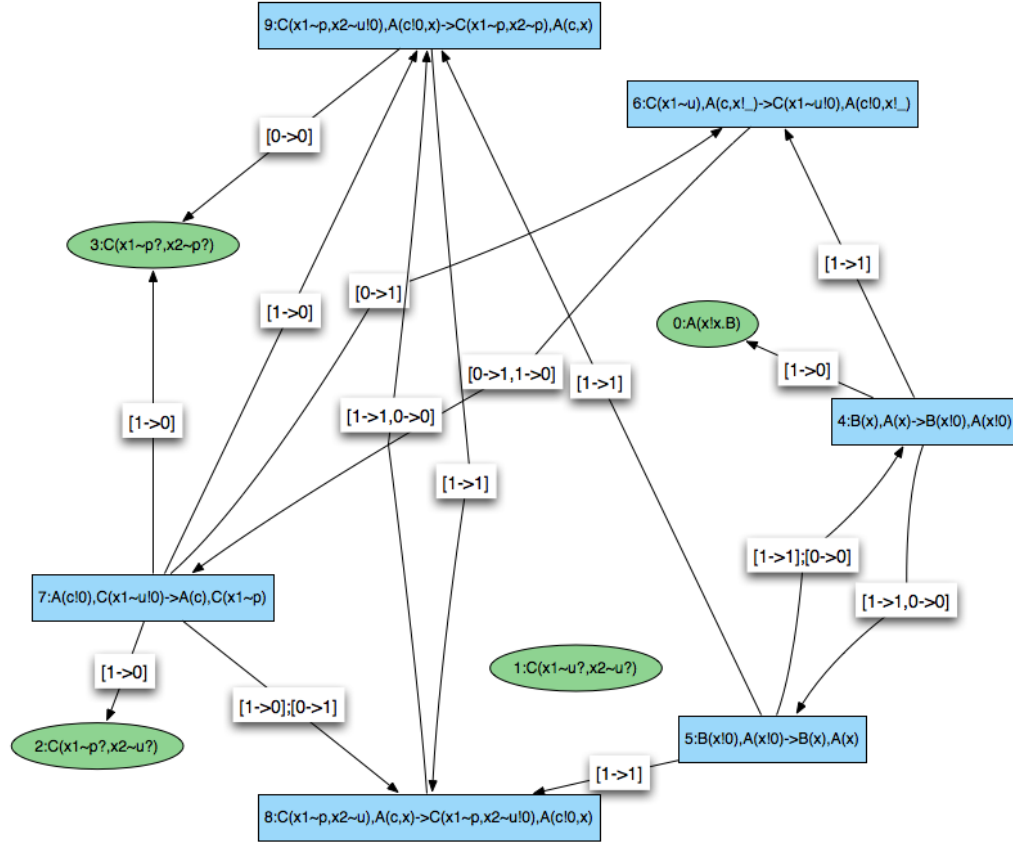 9:C(x1~p,x2~u!0),A(c!0,x)->C(x1~p,x2~p),A(c,x)
6:C(x1~u),A(c,x!_)->C(x1~u!0),A(c!0,x!_)
[0->0]
3:C(x1~p?,x2~p?)
[1->1]
[0->1]
[1->0]
0:A(x!x.B)
[1->0]
[0->1,1->0]
[1->1]
[1->1,0->0]
[1->0]
4:B(x),A(x)->B(x!0),A(x!0)
[1->1]
[1->1];[0->0]
7:A(c!0),C(x1~u!0)->A(c),C(x1~p)
[1->1,0->0]
1:C(x1~u?,x2~u?)
[1->0]
[1->0];[0->1]
2:C(x1~p?,x2~u?)
5:B(x!0),A(x!0)->B(x),A(x)
[1->1]
8:C(x1~p,x2~u),A(c,x)->C(x1~p,x2~u!0),A(c!0,x)